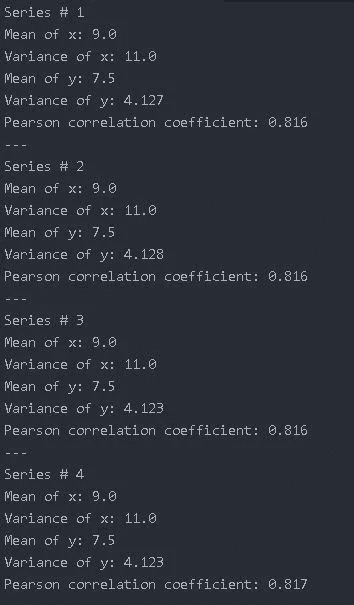 Series # 1
Mean of x: 9.0
Variance of x: 11.0
Mean of y: 7.5
Variance of y: 4.127
Pearson correlation coefficient: 0.816
---
Series # 2
Mean of x: 9.0
Variance of x: 11.0
Mean of y: 7.5
Variance of y: 4.128
Pearson correlation coefficient: 0.816
---
Series # 3
Mean of x: 9.0
Variance of x: 11.0
Mean of y: 7.5
Variance of y: 4.123
Pearson correlation coefficient: 0.816
---
Series # 4
Mean of x: 9.0
Variance of x: 11.0
Mean of y: 7.5
Variance of y: 4.123
Pearson correlation coefficient: 0.817